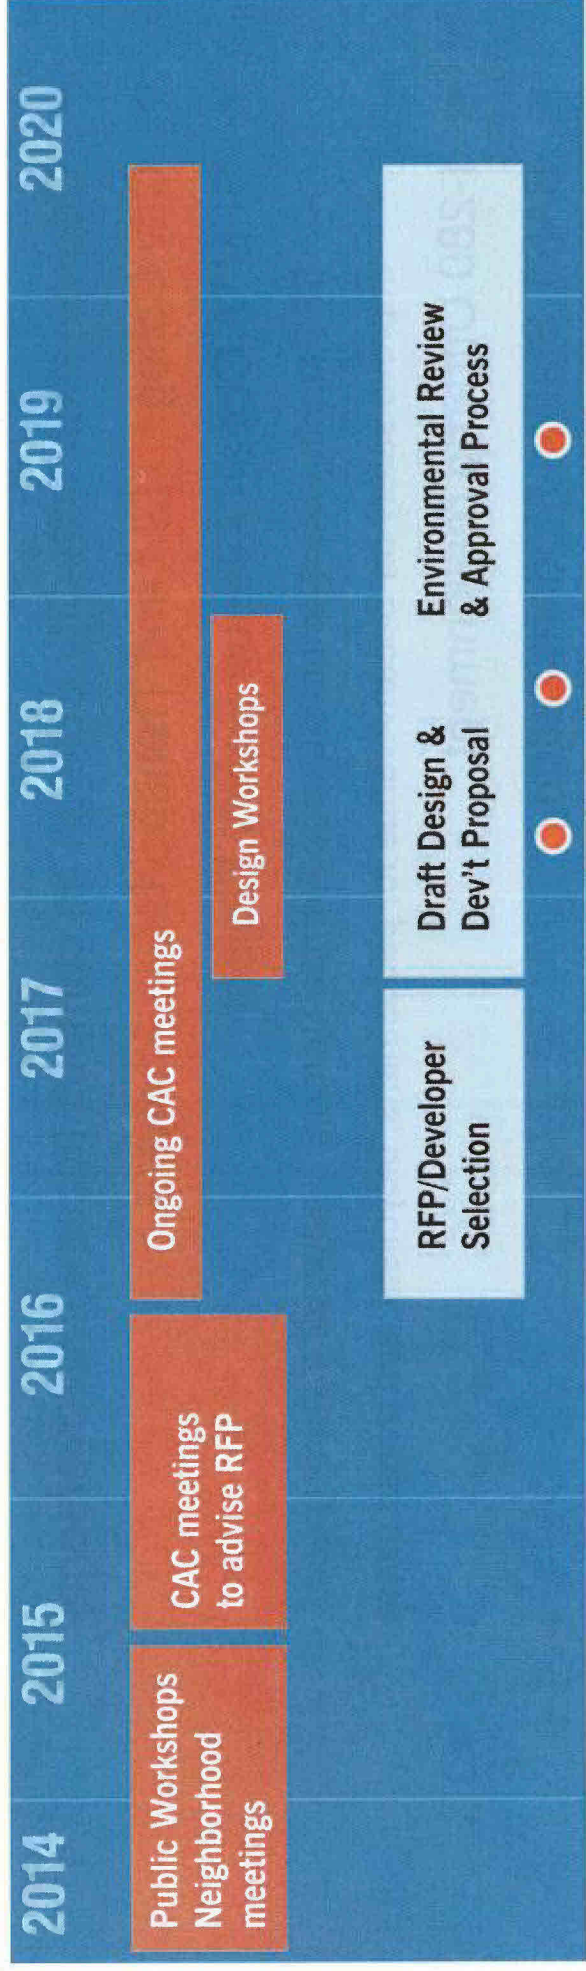 2014
2015
2016
2017
2018
2019
2020
Public Workshops
Neighborhood
meetings
CAC meetings
to advise RFP
Ongoing CAC meetings
Design Workshops
RFP/Developer
Selection
Draft Design &
Dev't Proposal
Environmental Review
& Approval Process